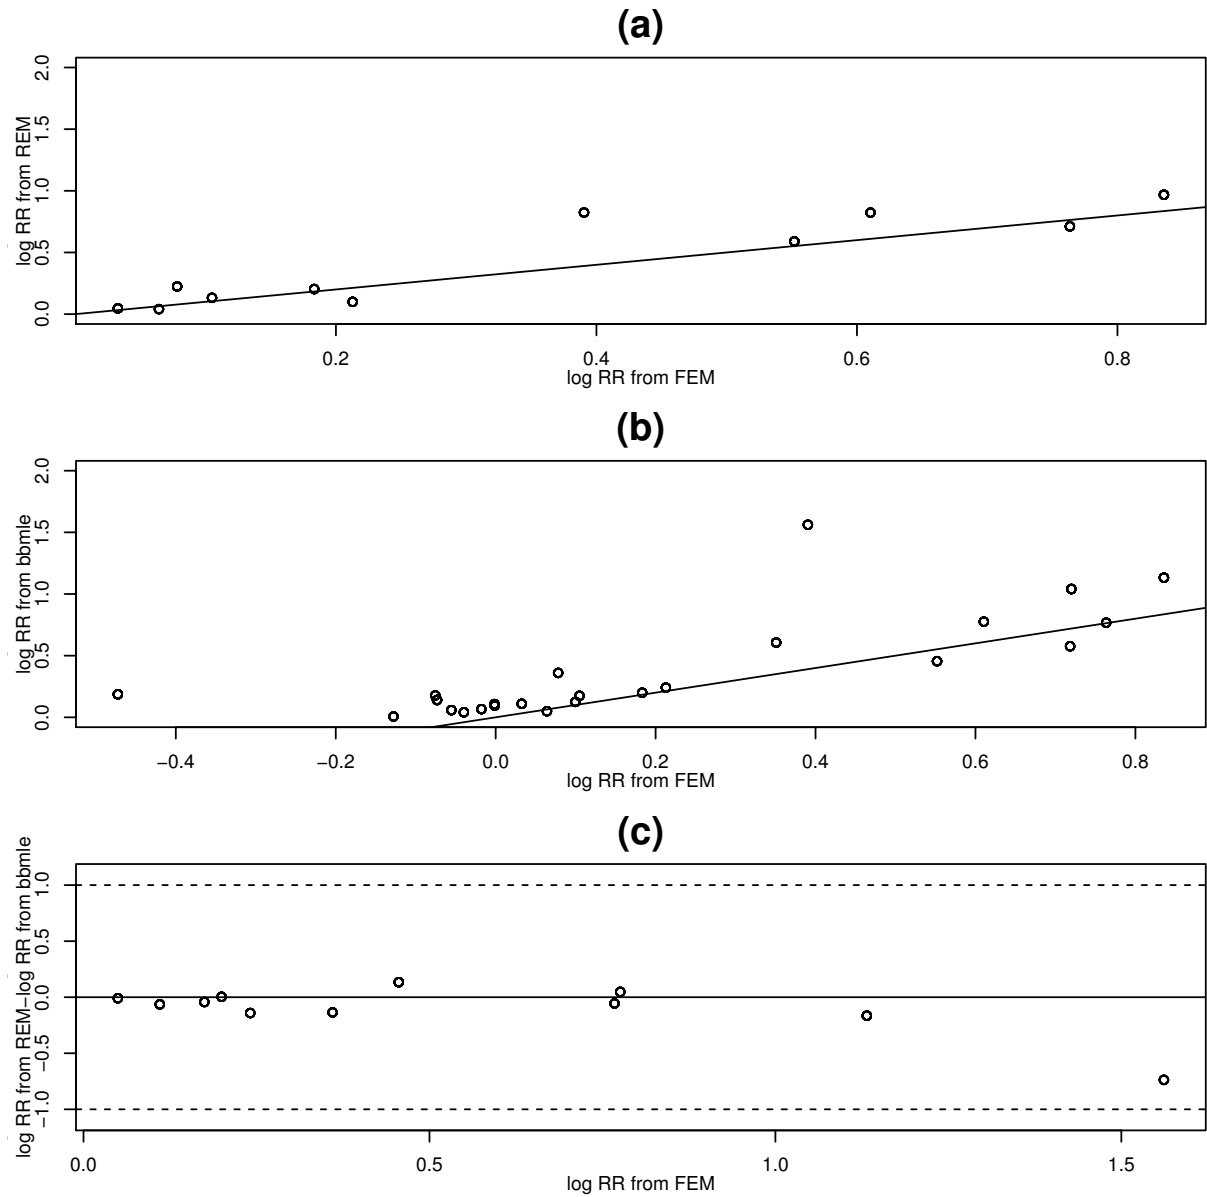 (a)
log RR from REM
2.0
1.5
1.0
0.5
0.0
0.2 0.4 0.6 0.8
log RR from FEM
(b)
log RR from bbmle
2.0
1.5
1.0
0.5
0.0
−0.4 −0.2 0.0 0.2 0.4 0.6 0.8
log RR from FEM
(c)
log RR from REM−log RR from bbmle
1.0
0.5
0.0
−0.5
−1.0
0.0 0.5 1.0 1.5
log RR from FEM